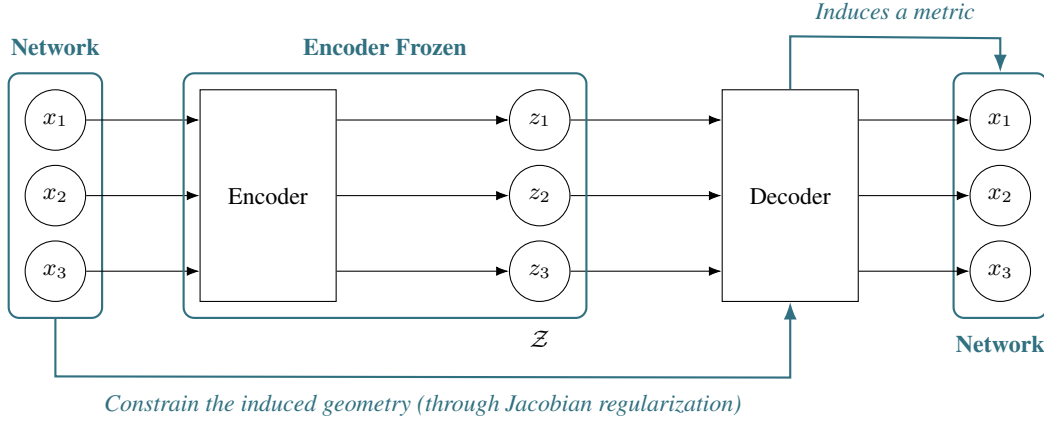 Induces a metric
Network
Encoder Frozen
x₁
z₁
x₁
x₂
Encoder
z₂
Decoder
x₂
x₃
z₃
x₃
𝒵
Network
Constrain the induced geometry (through Jacobian regularization)